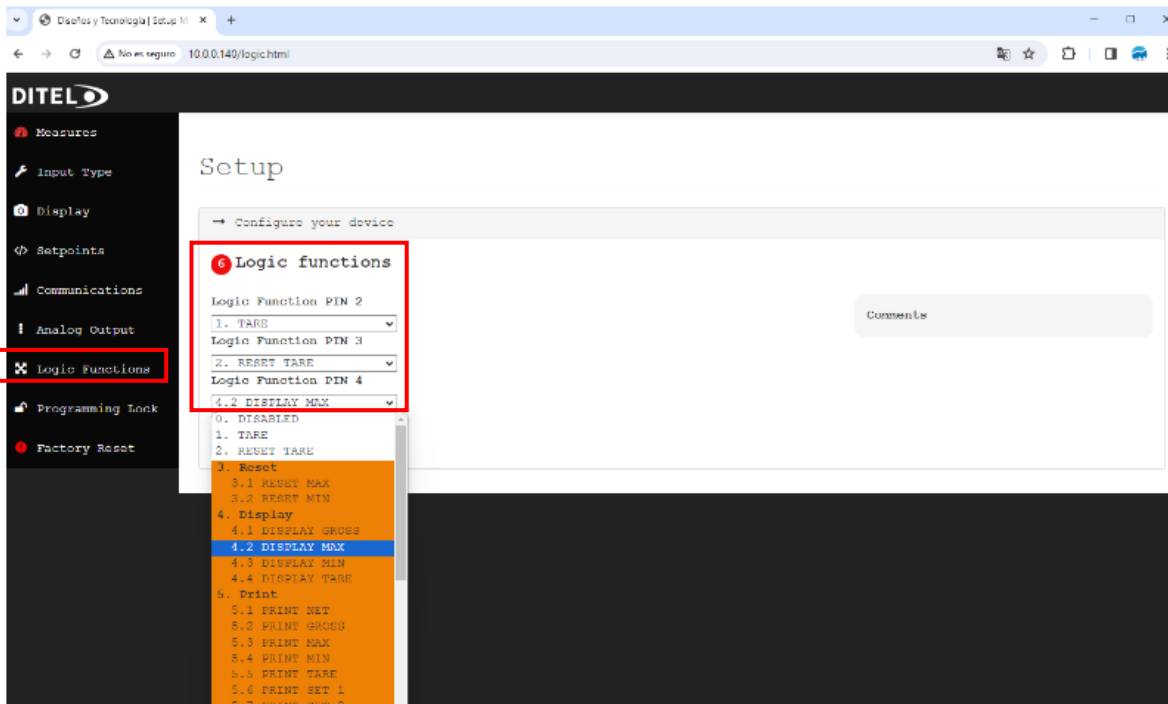 Diseños y Tecnología | Setup M
No es seguro 10.0.0.140/logic.html
DITEL
Measures
Input Type
Display
Setpoints
Communications
Analog Output
Logic Functions
Programming Lock
Factory Reset
Setup
→ Configure your device
6 Logic functions
Logic Function PIN 2
1. TARE
Logic Function PIN 3
2. RESET TARE
Logic Function PIN 4
4.2 DISPLAY MAX
0. DISABLED
1. TARE
2. RESET TARE
3. Reset
3.1 RESET MAX
3.2 RESET MIN
4. Display
4.1 DISPLAY GROSS
4.2 DISPLAY MAX
4.3 DISPLAY MIN
4.4 DISPLAY TARE
5. Print
5.1 PRINT NET
5.2 PRINT GROSS
5.3 PRINT MAX
5.4 PRINT MIN
5.5 PRINT TARE
5.6 PRINT SET 1
Comments